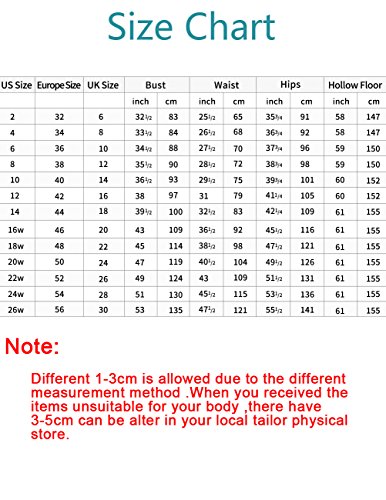 Size Chart
US Size Europe Size UK Size Bust Waist Hips Hollow Floor
inch cm inch cm inch cm inch cm
2 32 6 32 1/2 83 25 1/2 65 35 3/4 91 58 147
4 34 8 33 1/2 84 26 1/2 68 36 3/4 92 58 147
6 36 10 34 1/2 88 27 1/2 70 37 3/4 96 59 150
8 38 12 35 1/2 90 28 1/2 72 38 3/4 98 59 150
10 40 14 36 1/2 93 29 1/2 75 39 3/4 101 60 152
12 42 16 38 97 31 79 41 1/4 105 60 152
14 44 18 39 1/2 100 32 1/2 83 42 3/4 109 61 155
16w 46 20 43 109 36 1/2 92 45 1/2 116 61 155
18w 48 22 45 114 38 1/2 98 47 1/2 121 61 155
20w 50 24 47 119 40 1/2 104 49 1/2 126 61 155
22w 52 26 49 124 43 109 51 1/2 131 61 155
24w 54 28 51 130 45 1/2 115 53 1/2 136 61 155
26w 56 30 53 135 47 1/2 121 55 1/2 141 61 155
Note:
Different 1-3cm is allowed due to the different
measurement method .When you received the
items unsuitable for your body ,there have
3-5cm can be alter in your local tailor physical
store.